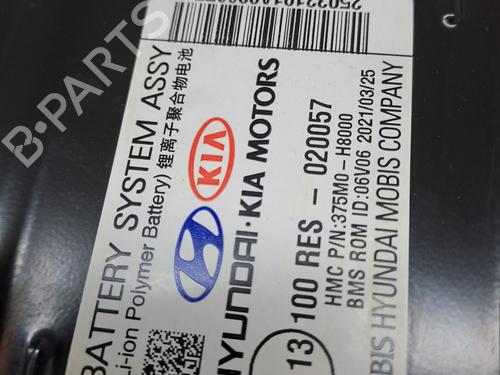 BATTERY SYSTEM ASSY
Li-ion Polymer Battery) 锂离子聚合物电池
KIA
HYUNDAI · KIA MOTORS
13
100 RES - 020057
HMC P/N:375M0-H8000
BMS ROM ID:06V06 2021/03/25
MOBIS HYUNDAI MOBIS COMPANY
B-PARTS